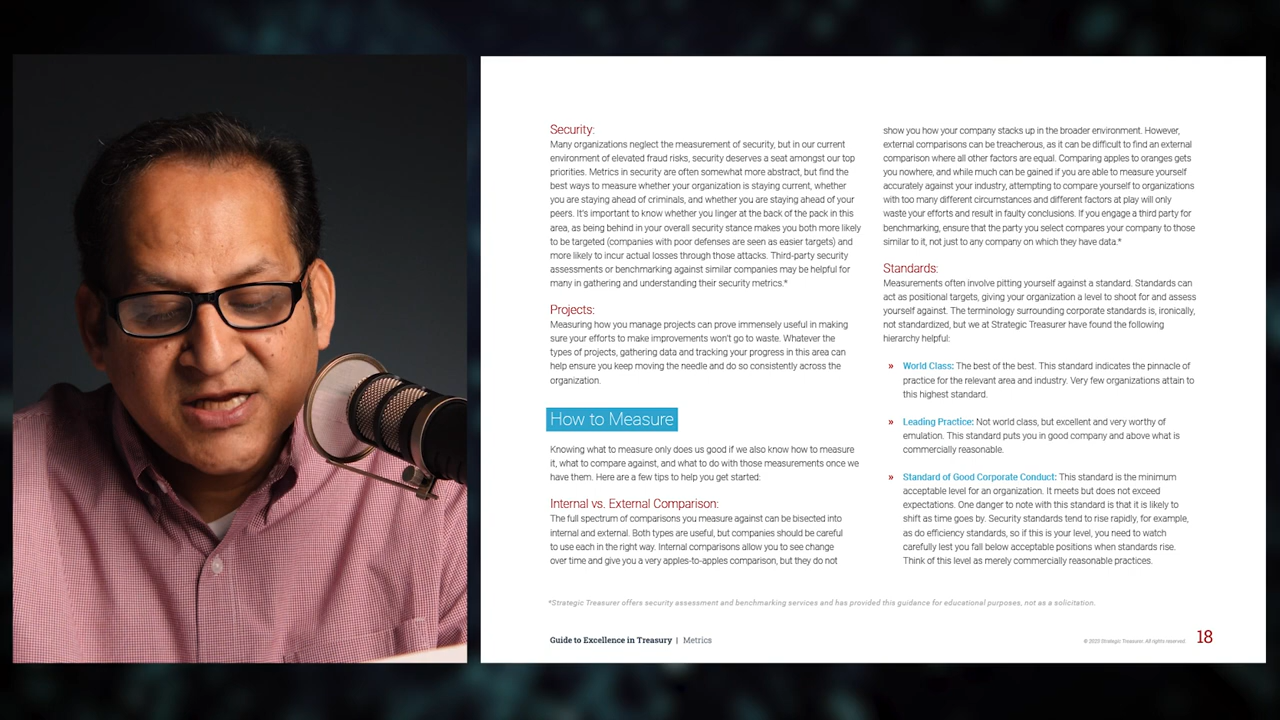 Security:
Many organizations neglect the measurement of security, but in our current
environment of elevated fraud risks, security deserves a seat amongst our top
priorities. Metrics in security are often somewhat more abstract, but find the
best ways to measure whether your organization is staying current, whether
you are staying ahead of criminals, and whether you are staying ahead of your
peers. It's important to know whether you linger at the back of the pack in this
area, as being behind in your overall security stance makes you both more likely
to be targeted (companies with poor defenses are seen as easier targets) and
more likely to incur actual losses through those attacks. Third-party security
assessments or benchmarking against similar companies may be helpful for
many in gathering and understanding their security metrics.*
Projects:
Measuring how you manage projects can prove immensely useful in making
sure your efforts to make improvements won't go to waste. Whatever the
types of projects, gathering data and tracking your progress in this area can
help ensure you keep moving the needle and do so consistently across the
organization.
How to Measure
Knowing what to measure only does us good if we also know how to measure
it, what to compare against, and what to do with those measurements once we
have them. Here are a few tips to help you get started:
Internal vs. External Comparison:
The full spectrum of comparisons you measure against can be bisected into
internal and external. Both types are useful, but companies should be careful
to use each in the right way. Internal comparisons allow you to see change
over time and give you a very apples-to-apples comparison, but they do not
show you how your company stacks up in the broader environment. However,
external comparisons can be treacherous, as it can be difficult to find an external
comparison where all other factors are equal. Comparing apples to oranges gets
you nowhere, and while much can be gained if you are able to measure yourself
accurately against your industry, attempting to compare yourself to organizations
with too many different circumstances and different factors at play will only
waste your efforts and result in faulty conclusions. If you engage a third party for
benchmarking, ensure that the party you select compares your company to those
similar to it, not just to any company on which they have data.*
Standards:
Measurements often involve pitting yourself against a standard. Standards can
act as positional targets, giving your organization a level to shoot for and assess
yourself against. The terminology surrounding corporate standards is, ironically,
not standardized, but we at Strategic Treasurer have found the following
hierarchy helpful:
» World Class: The best of the best. This standard indicates the pinnacle of
practice for the relevant area and industry. Very few organizations attain to
this highest standard.
» Leading Practice: Not world class, but excellent and very worthy of
emulation. This standard puts you in good company and above what is
commercially reasonable.
» Standard of Good Corporate Conduct: This standard is the minimum
acceptable level for an organization. It meets but does not exceed
expectations. One danger to note with this standard is that it is likely to
shift as time goes by. Security standards tend to rise rapidly, for example,
as do efficiency standards, so if this is your level, you need to watch
carefully lest you fall below acceptable positions when standards rise.
Think of this level as merely commercially reasonable practices.
*Strategic Treasurer offers security assessment and benchmarking services and has provided this guidance for educational purposes, not as a solicitation.
Guide to Excellence in Treasury | Metrics
© 2023 Strategic Treasurer. All rights reserved. 18